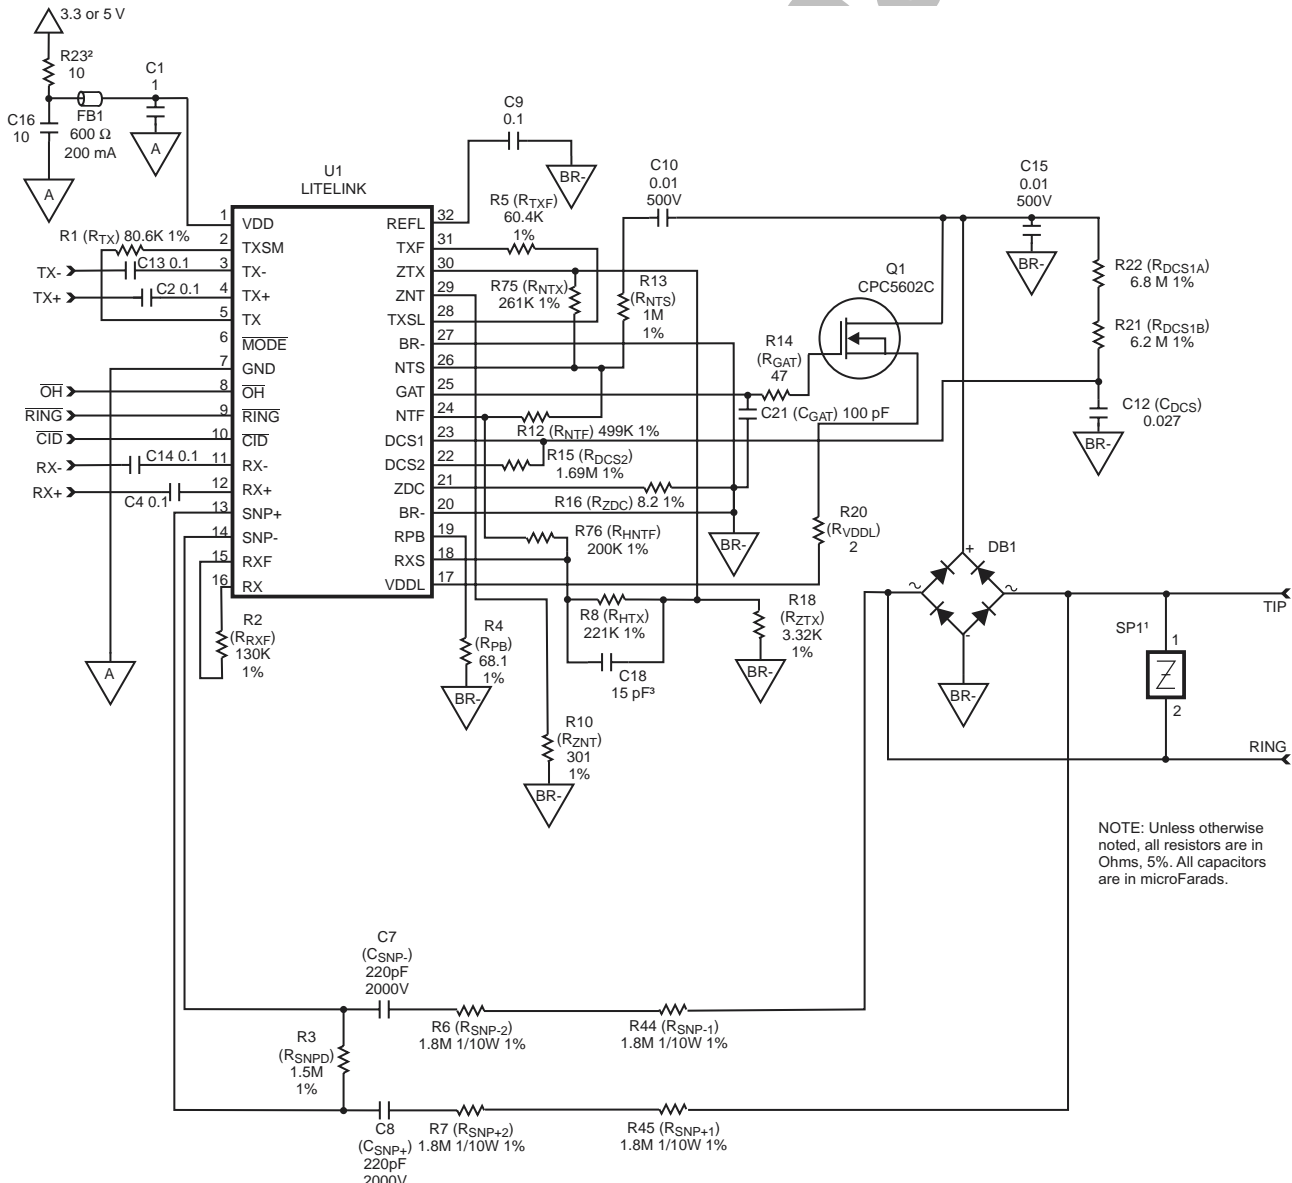 3.3 or 5 V
R23²
10
C1
1
C16
10
FB1
600 Ω
200 mA
A
A
U1
LITELINK
C9
0.1
BR-
C10
0.01
500V
C15
0.01
500V
BR-
R5 (RTXF)
60.4K
1%
R1 (RTX) 80.6K 1%
TX-
C13 0.1
TX+
C2 0.1
1
VDD
2
TXSM
3
TX-
4
TX+
5
TX
6
MODE
7
GND
8
OH
9
RING
10
CID
11
RX-
12
RX+
13
SNP+
14
SNP-
15
RXF
16
RX
REFL
32
TXF
31
ZTX
30
ZNT
29
TXSL
28
BR-
27
NTS
26
GAT
25
NTF
24
DCS1
23
DCS2
22
ZDC
21
BR-
20
RPB
19
RXS
18
VDDL
17
OH
RING
CID
RX-
C14 0.1
RX+
C4 0.1
R75 (RNTX)
261K 1%
R13
(RNTS)
1M
1%
Q1
CPC5602C
R14
(RGAT)
47
C21 (CGAT) 100 pF
R22 (RDCS1A)
6.8 M 1%
R21 (RDCS1B)
6.2 M 1%
C12 (CDCS)
0.027
BR-
R12 (RNTF) 499K 1%
R15 (RDCS2)
1.69M 1%
R16 (RZDC) 8.2 1%
R76 (RHNTF)
200K 1%
BR-
R20
(RVDDL)
2
DB1
+
~
~
-
BR-
R2
(RRXF)
130K
1%
A
R4
(RPB)
68.1
1%
BR-
R8 (RHTX)
221K 1%
C18
15 pF³
R18
(RZTX)
3.32K
1%
BR-
R10
(RZNT)
301
1%
BR-
TIP
SP1¹
1
2
RING
NOTE: Unless otherwise
noted, all resistors are in
Ohms, 5%. All capacitors
are in microFarads.
C7
(CSNP-)
220pF
2000V
R6 (RSNP-2)
1.8M 1/10W 1%
R44 (RSNP-1)
1.8M 1/10W 1%
R3
(RSNPD)
1.5M
1%
C8
(CSNP+)
220pF
2000V
R7 (RSNP+2)
1.8M 1/10W 1%
R45 (RSNP+1)
1.8M 1/10W 1%